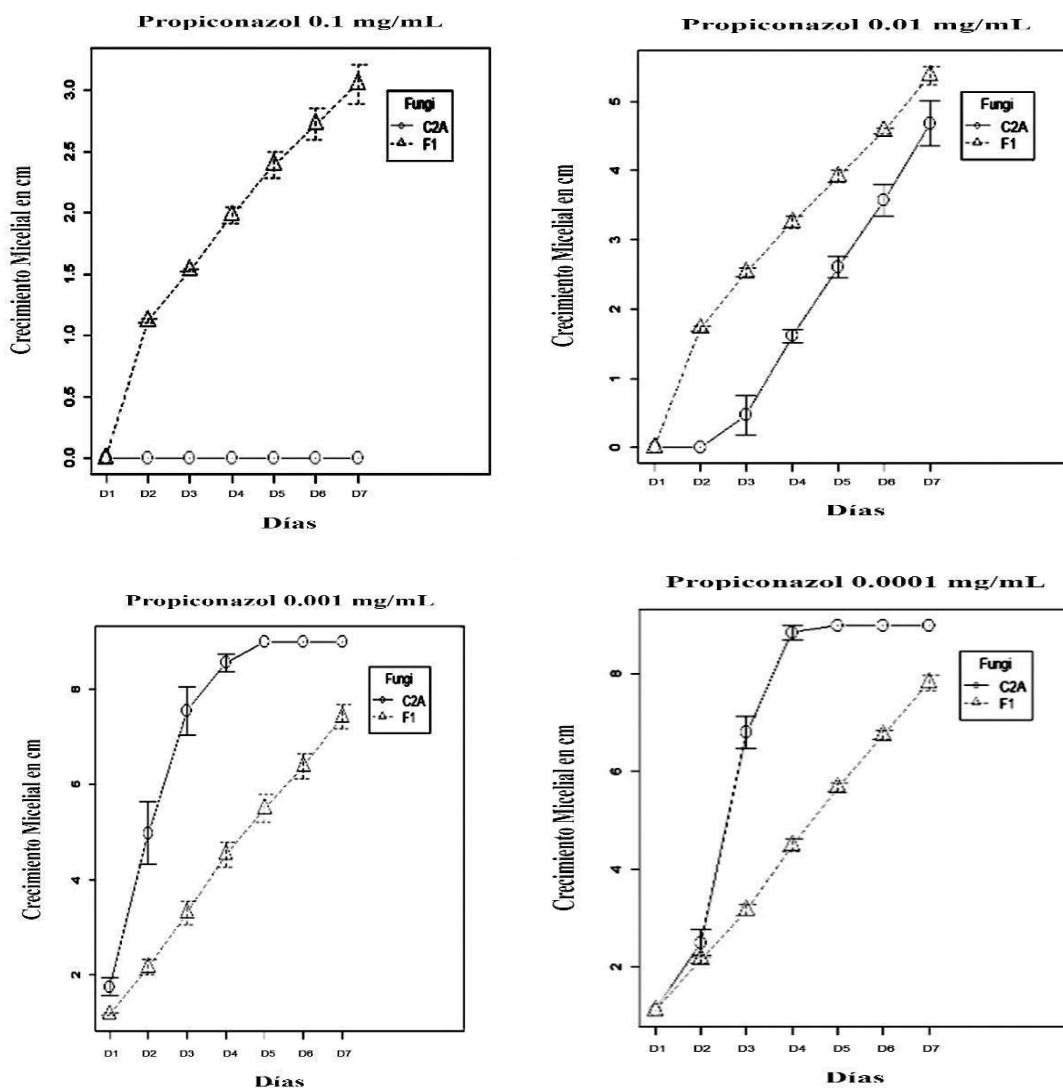 Propiconazol 0.1 mg/mL
Crecimiento Micelial en cm
0.0
0.5
1.0
1.5
2.0
2.5
3.0
Fungi
C2A
F1
D1 D2 D3 D4 D5 D6 D7
Días
Propiconazol 0.01 mg/mL
Crecimiento Micelial en cm
0
1
2
3
4
5
Fungi
C2A
F1
D1 D2 D3 D4 D5 D6 D7
Días
Propiconazol 0.001 mg/mL
Crecimiento Micelial en cm
2
4
6
8
Fungi
C2A
F1
D1 D2 D3 D4 D5 D6 D7
Días
Propiconazol 0.0001 mg/mL
Crecimiento Micelial en cm
2
4
6
8
Fungi
C2A
F1
D1 D2 D3 D4 D5 D6 D7
Días